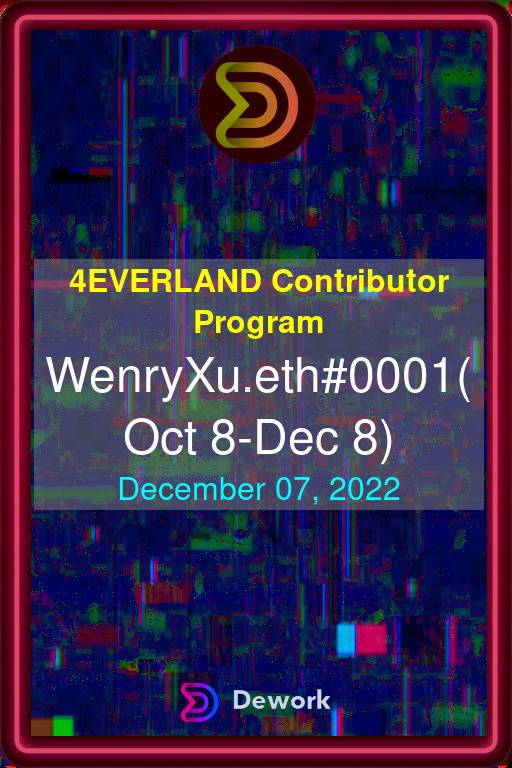 4EVERLAND Contributor
Program
WenryXu.eth#0001(
Oct 8-Dec 8)
December 07, 2022
Dework